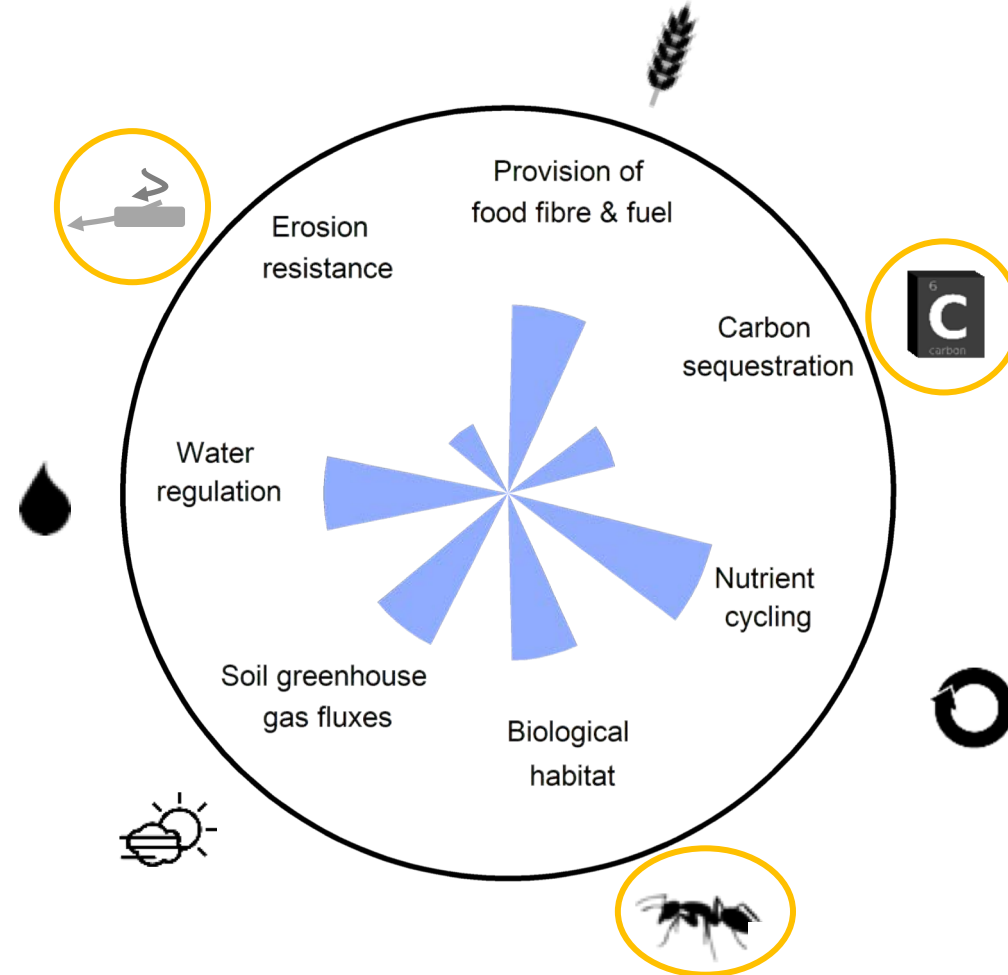 Provision of
food fibre & fuel
Erosion
resistance
6
C
carbon
Carbon
sequestration
Water
regulation
Nutrient
cycling
Soil greenhouse
gas fluxes
Biological
habitat